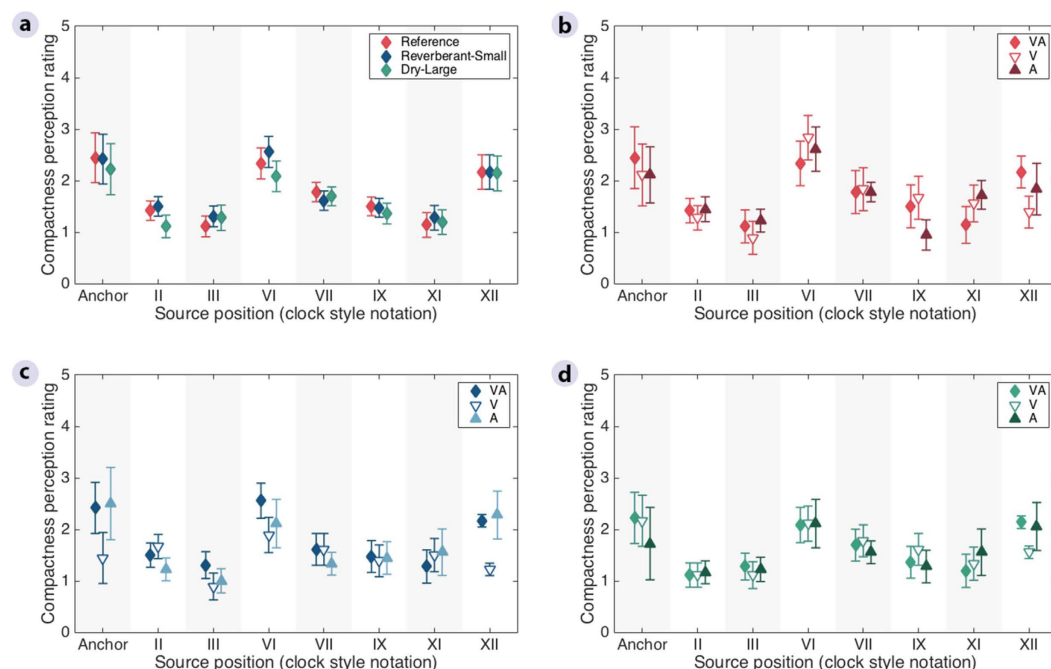 a
5
4
3
2
1
0
Compactness perception rating
Reference
Reverberant-Small
Dry-Large
Anchor II III VI VII IX XI XII
Source position (clock style notation)
b
5
4
3
2
1
0
Compactness perception rating
VA
V
A
Anchor II III VI VII IX XI XII
Source position (clock style notation)
c
5
4
3
2
1
0
Compactness perception rating
VA
V
A
Anchor II III VI VII IX XI XII
Source position (clock style notation)
d
5
4
3
2
1
0
Compactness perception rating
VA
V
A
Anchor II III VI VII IX XI XII
Source position (clock style notation)